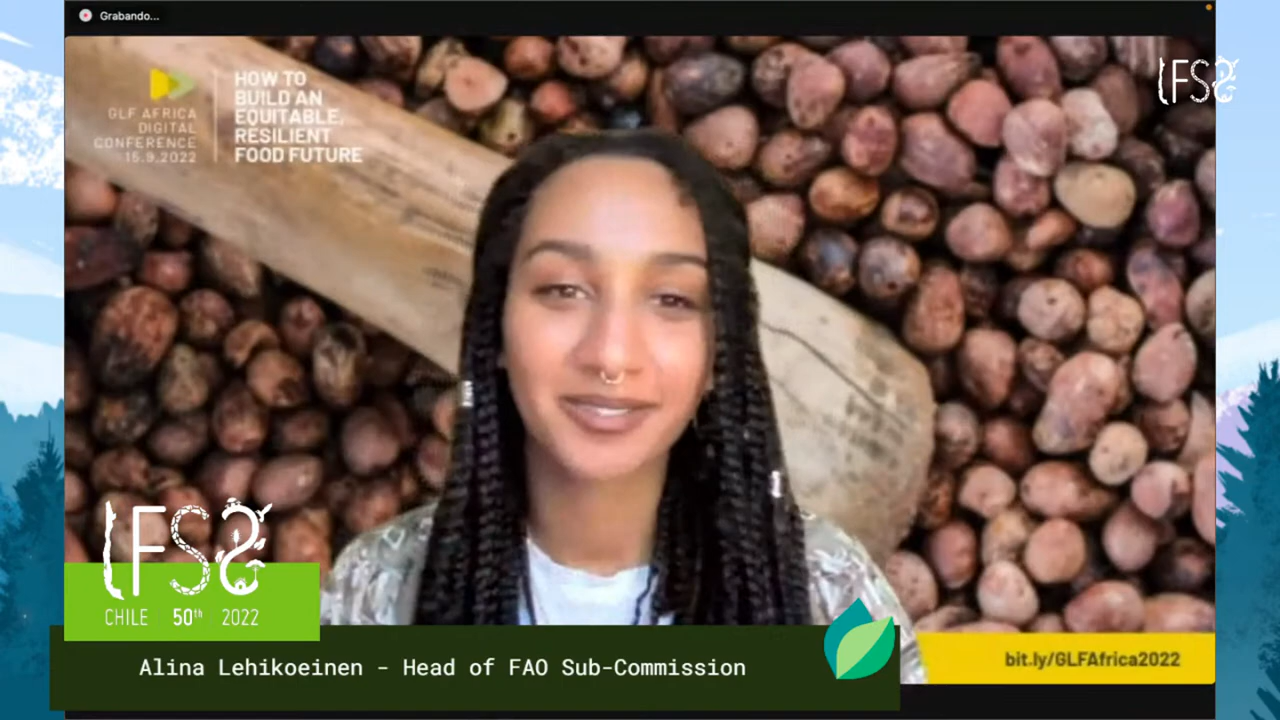 Grabando...
GLF AFRICA
DIGITAL
CONFERENCE
15.9.2022
HOW TO
BUILD AN
EQUITABLE,
RESILIENT
FOOD FUTURE
IFSS
IFSS
CHILE 50th 2022
Alina Lehikoeinen - Head of FAO Sub-Commission
bit.ly/GLFAfrica2022